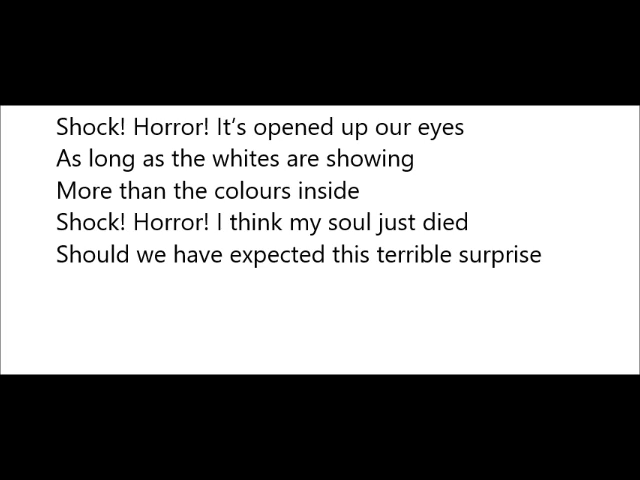 Shock! Horror! It‘s opened up our eyes
As long as the whites are showing
More than the colours inside
Shock! Horror! I think my soul just died
Should we have expected this terrible surprise